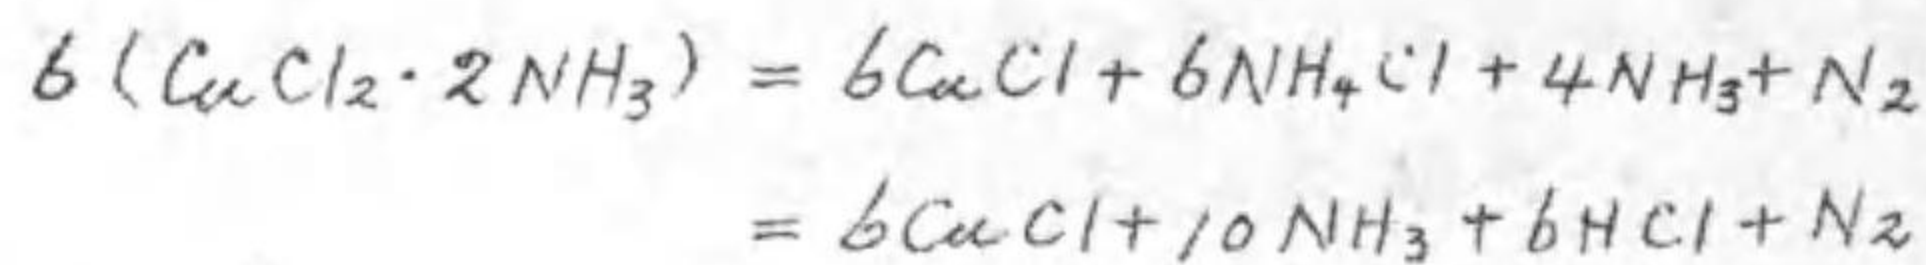 6(CuCl₂·2NH₃) = 6CuCl + 6NH₄Cl + 4NH₃ + N₂
= 6CuCl + 10NH₃ + 6HCl + N₂